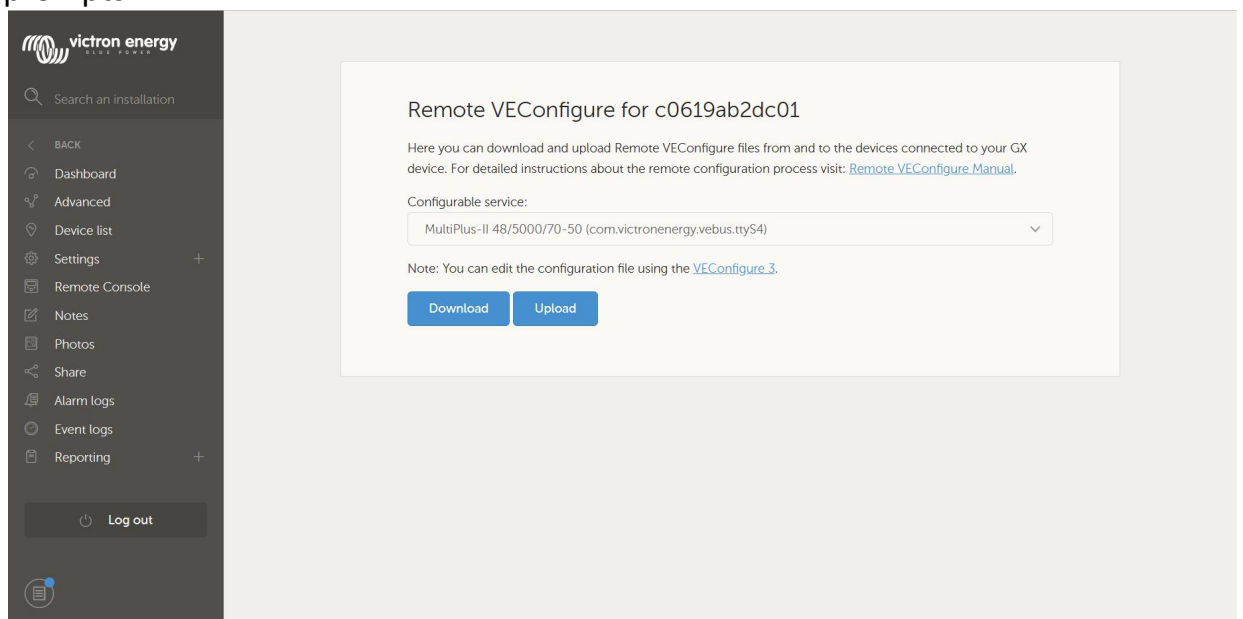 victron energy
BLUE POWER
Search an installation
BACK
Dashboard
Advanced
Device list
Settings
Remote Console
Notes
Photos
Share
Alarm logs
Event logs
Reporting
Log out
Remote VEConfigure for c0619ab2dc01
Here you can download and upload Remote VEConfigure files from and to the devices connected to your GX
device. For detailed instructions about the remote configuration process visit: Remote VEConfigure Manual.
Configurable service:
MultiPlus-II 48/5000/70-50 (com.victronenergy.vebus.ttyS4)
Note: You can edit the configuration file using the VEConfigure 3.
Download Upload